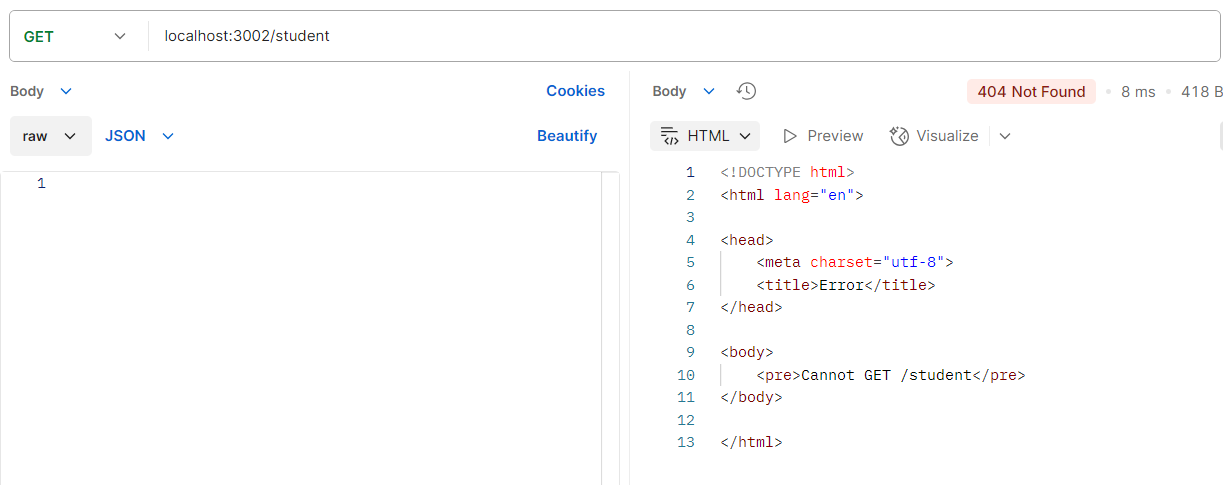 GET localhost:3002/student
Body Cookies
raw JSON Beautify
1
Body 404 Not Found • 8 ms • 418 B
HTML Preview Visualize
1 <!DOCTYPE html>
2 <html lang="en">
3
4 <head>
5 <meta charset="utf-8">
6 <title>Error</title>
7 </head>
8
9 <body>
10 <pre>Cannot GET /student</pre>
11 </body>
12
13 </html>